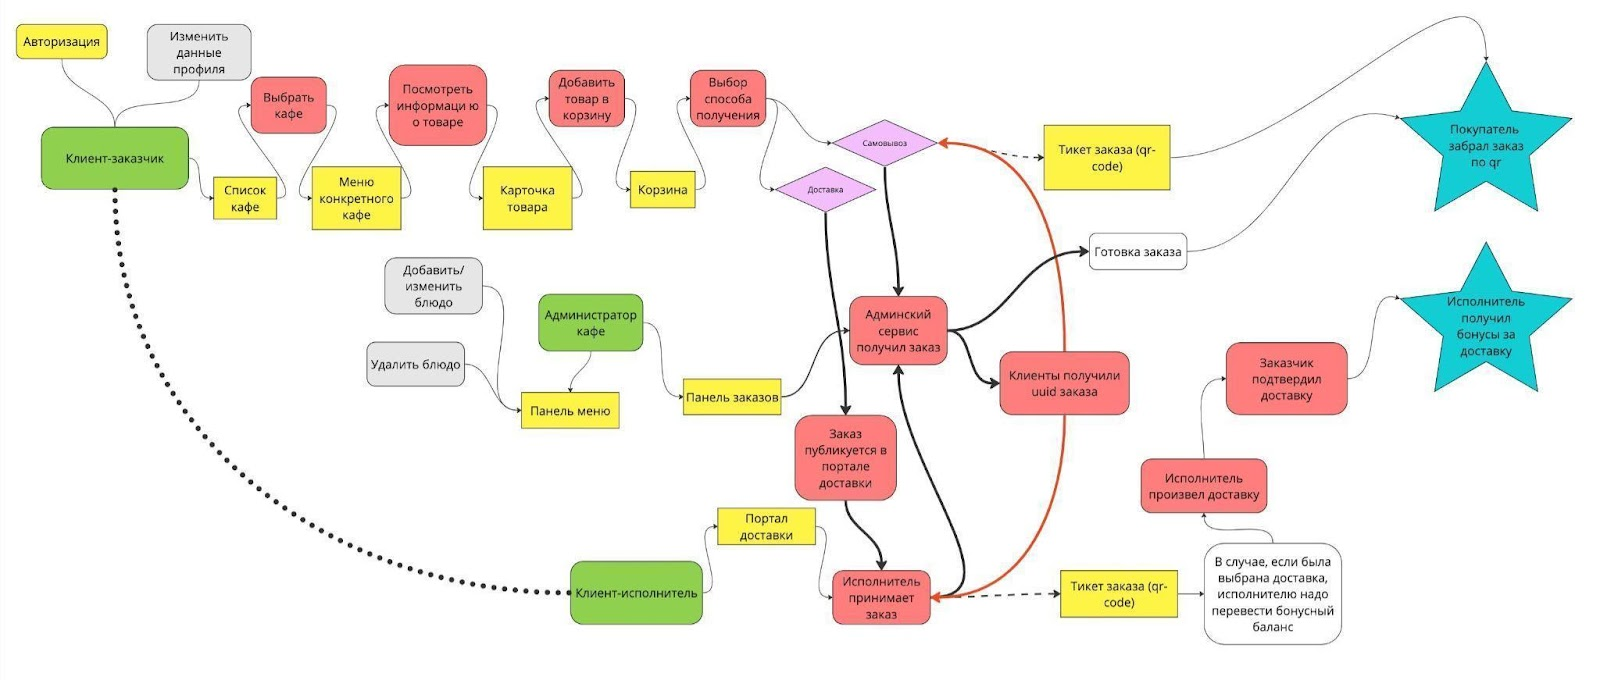 Авторизация
Изменить
данные
профиля
Клиент-заказчик
Список
кафе
Выбрать
кафе
Меню
конкретного
кафе
Посмотреть
информаци ю
о товаре
Карточка
товара
Добавить
товар в
корзину
Корзина
Выбор
способа
получения
Самовывоз
Доставка
Тикет заказа (qr-
code)
Покупатель
забрал заказ
по qr
Готовка заказа
Добавить/
изменить
блюдо
Удалить блюдо
Администратор
кафе
Панель меню
Панель заказов
Админский
сервис
получил заказ
Клиенты получили
uuid заказа
Заказчик
подтвердил
доставку
Исполнитель
получил
бонусы за
доставку
Заказ
публикуется в
портале
доставки
Исполнитель
произвел доставку
Портал
доставки
Клиент-исполнитель
Исполнитель
принимает
заказ
Тикет заказа (qr-
code)
В случае, если была
выбрана доставка,
исполнителю надо
перевести бонусный
баланс